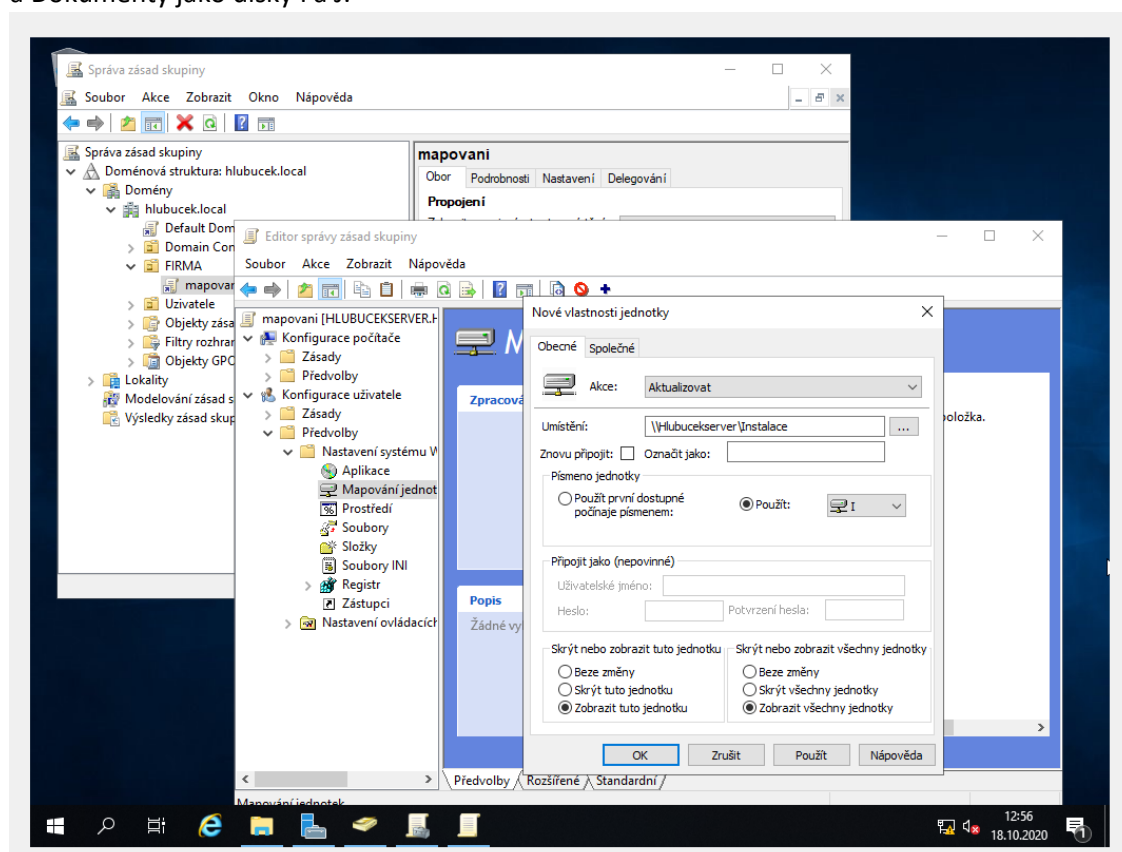 Správa zásad skupiny
Soubor Akce Zobrazit Okno Nápověda
Správa zásad skupiny
Doménová struktura: hlubucek.local
Domény
hlubucek.local
Default Dom
Domain Con
FIRMA
mapovar
Uzivatele
Objekty zása
Filtry rozhrar
Objekty GPC
Lokality
Modelování zásad s
Výsledky zásad skup
mapovani
Obor Podrobnosti Nastavení Delegování
Propojení
Editor správy zásad skupiny
Soubor Akce Zobrazit Nápověda
mapovani [HLUBUCEKSERVER.H
Konfigurace počítače
Zásady
Předvolby
Konfigurace uživatele
Zásady
Předvolby
Nastavení systému W
Aplikace
Mapování jednot
Prostředí
Soubory
Složky
Soubory INI
Registr
Zástupci
Nastavení ovládacích
Zpracová
Popis
Žádné vy
oložka.
Předvolby Rozšířené Standardní
Mapování jednotek
Nové vlastnosti jednotky
Obecné Společné
Akce: Aktualizovat
Umístění: \\Hlubucekserver\Instalace ...
Znovu připojit: Označit jako:
Písmeno jednotky
Použít první dostupné počínaje písmenem: Použít: I
Připojit jako (nepovinné)
Uživatelské jméno:
Heslo: Potvrzení hesla:
Skrýt nebo zobrazit tuto jednotku Skrýt nebo zobrazit všechny jednotky
Beze změny Beze změny
Skrýt tuto jednotku Skrýt všechny jednotky
Zobrazit tuto jednotku Zobrazit všechny jednotky
OK Zrušit Použít Nápověda
12:56
18.10.2020
1